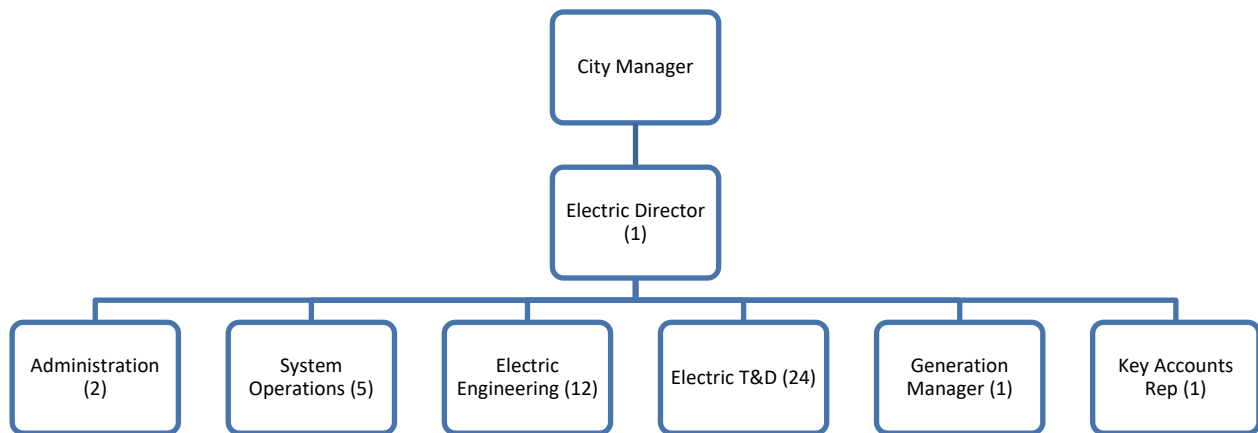 City Manager
Electric Director
(1)
Administration
(2)
System
Operations (5)
Electric
Engineering (12)
Electric T&D (24)
Generation
Manager (1)
Key Accounts
Rep (1)